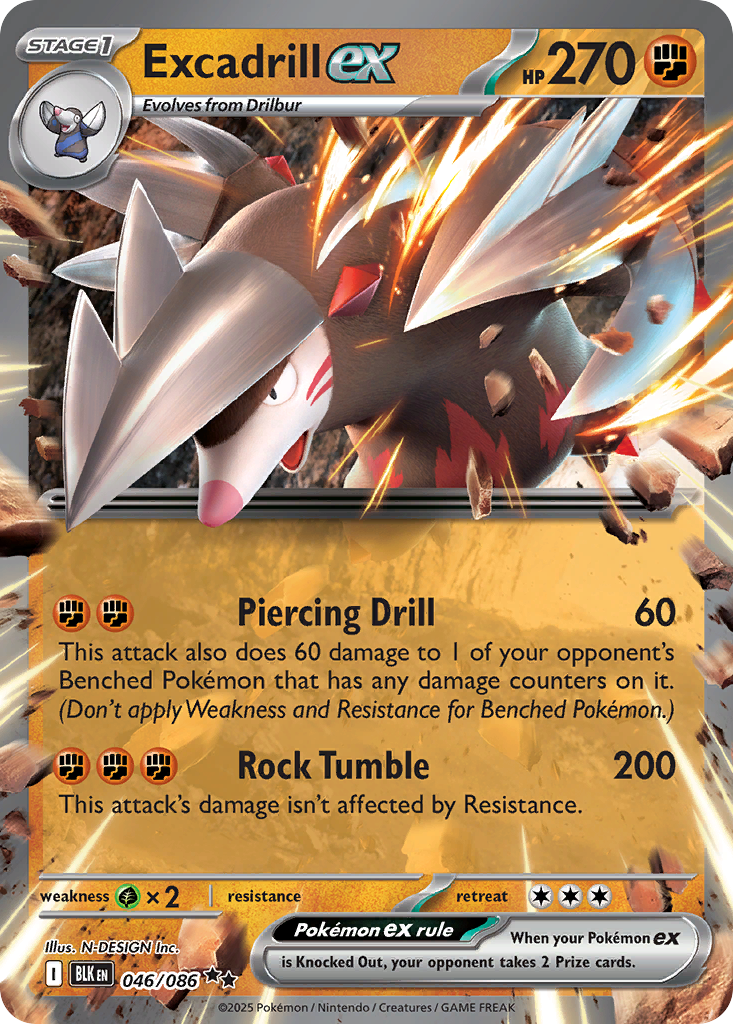 STAGE 1
Excadrill ex
HP 270
Evolves from Drilbur
Piercing Drill 60
This attack also does 60 damage to 1 of your opponent's
Benched Pokémon that has any damage counters on it.
(Don't apply Weakness and Resistance for Benched Pokémon.)
Rock Tumble 200
This attack's damage isn't affected by Resistance.
weakness ×2 resistance retreat
Illus. N-DESIGN Inc.
Pokémon ex rule
When your Pokémon ex
is Knocked Out, your opponent takes 2 Prize cards.
I BLK EN 046/086
©2025 Pokémon / Nintendo / Creatures / GAME FREAK